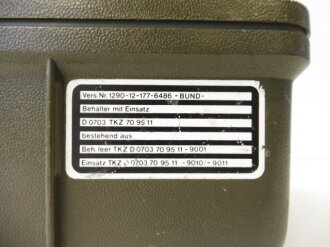 Vers.Nr. 1290-12-177-6486 -BUND-
Behälter mit Einsatz
D 0703 TKZ 70 95 11
bestehend aus
Beh. leer TKZ D 0703 70 95 11 -9001
Einsatz TKZ D 0703 70 95 11 -9010/-9011